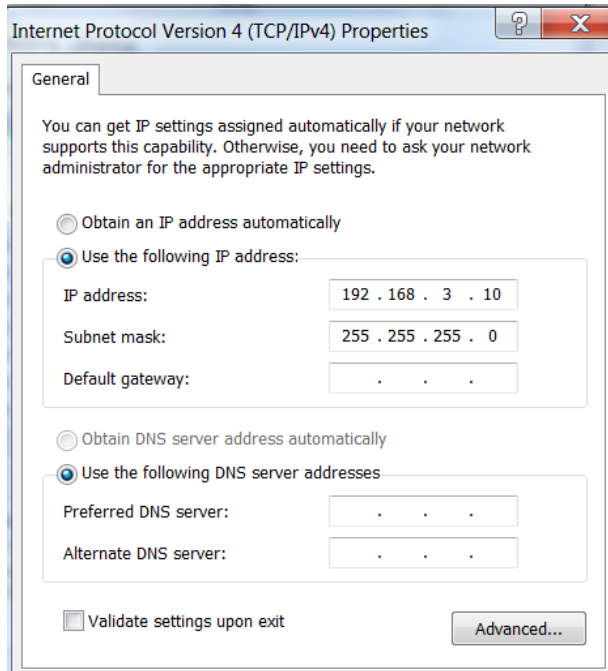 Internet Protocol Version 4 (TCP/IPv4) Properties
General
You can get IP settings assigned automatically if your network
supports this capability. Otherwise, you need to ask your network
administrator for the appropriate IP settings.
Obtain an IP address automatically
Use the following IP address:
IP address: 192 . 168 . 3 . 10
Subnet mask: 255 . 255 . 255 . 0
Default gateway: . . .
Obtain DNS server address automatically
Use the following DNS server addresses
Preferred DNS server: . . .
Alternate DNS server: . . .
Validate settings upon exit
Advanced...